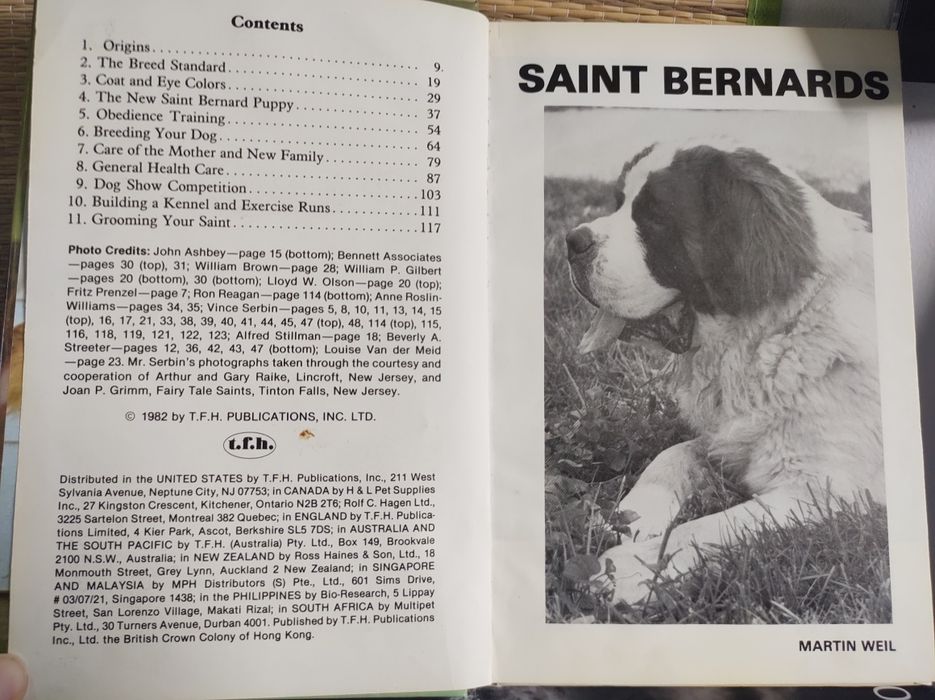 Contents
1. Origins. . . . . . . . . . . . . . . . . . . . . . . . . . . . . . . . . 9.
2. The Breed Standard. . . . . . . . . . . . . . . . . . . . . . . . 19
3. Coat and Eye Colors. . . . . . . . . . . . . . . . . . . . . . . . 29
4. The New Saint Bernard Puppy. . . . . . . . . . . . . . . . 37
5. Obedience Training. . . . . . . . . . . . . . . . . . . . . . . . 54
6. Breeding Your Dog. . . . . . . . . . . . . . . . . . . . . . . . 64
7. Care of the Mother and New Family. . . . . . . . . . . . 79
8. General Health Care. . . . . . . . . . . . . . . . . . . . . . . 87
9. Dog Show Competition. . . . . . . . . . . . . . . . . . . . . 103
10. Building a Kennel and Exercise Runs. . . . . . . . . . . 111
11. Grooming Your Saint. . . . . . . . . . . . . . . . . . . . . . 117
Photo Credits: John Ashbey—page 15 (bottom); Bennett Associates
—pages 30 (top), 31; William Brown—page 28; William P. Gilbert
—pages 20 (bottom), 30 (bottom); Lloyd W. Olson—page 20 (top);
Fritz Prenzel—page 7; Ron Reagan—page 114 (bottom); Anne Roslin-
Williams—pages 34, 35; Vince Serbin—pages 5, 8, 10, 11, 13, 14, 15
(top), 16, 17, 21, 33, 38, 39, 40, 41, 44, 45, 47 (top), 48, 114 (top), 115,
116, 118, 119, 121, 122, 123; Alfred Stillman—page 18; Beverly A.
Streeter—pages 12, 36, 42, 43, 47 (bottom); Louise Van der Meid
—page 23. Mr. Serbin's photographs taken through the courtesy and
cooperation of Arthur and Gary Raike, Lincroft, New Jersey, and
Joan P. Grimm, Fairy Tale Saints, Tinton Falls, New Jersey.
© 1982 by T.F.H. PUBLICATIONS, INC. LTD.
t.f.h.
Distributed in the UNITED STATES by T.F.H. Publications, Inc., 211 West
Sylvania Avenue, Neptune City, NJ 07753; in CANADA by H & L Pet Supplies
Inc., 27 Kingston Crescent, Kitchener, Ontario N2B 2T6; Rolf C. Hagen Ltd.,
3225 Sartelon Street, Montreal 382 Quebec; in ENGLAND by T.F.H. Publica-
tions Limited, 4 Kier Park, Ascot, Berkshire SL5 7DS; in AUSTRALIA AND
THE SOUTH PACIFIC by T.F.H. (Australia) Pty. Ltd., Box 149, Brookvale
2100 N.S.W., Australia; in NEW ZEALAND by Ross Haines & Son, Ltd., 18
Monmouth Street, Grey Lynn, Auckland 2 New Zealand; in SINGAPORE
AND MALAYSIA by MPH Distributors (S) Pte., Ltd., 601 Sims Drive,
# 03/07/21, Singapore 1438; in the PHILIPPINES by Bio-Research, 5 Lippay
Street, San Lorenzo Village, Makati Rizal; in SOUTH AFRICA by Multipet
Pty. Ltd., 30 Turners Avenue, Durban 4001. Published by T.F.H. Publications
Inc., Ltd. the British Crown Colony of Hong Kong.
SAINT BERNARDS
MARTIN WEIL